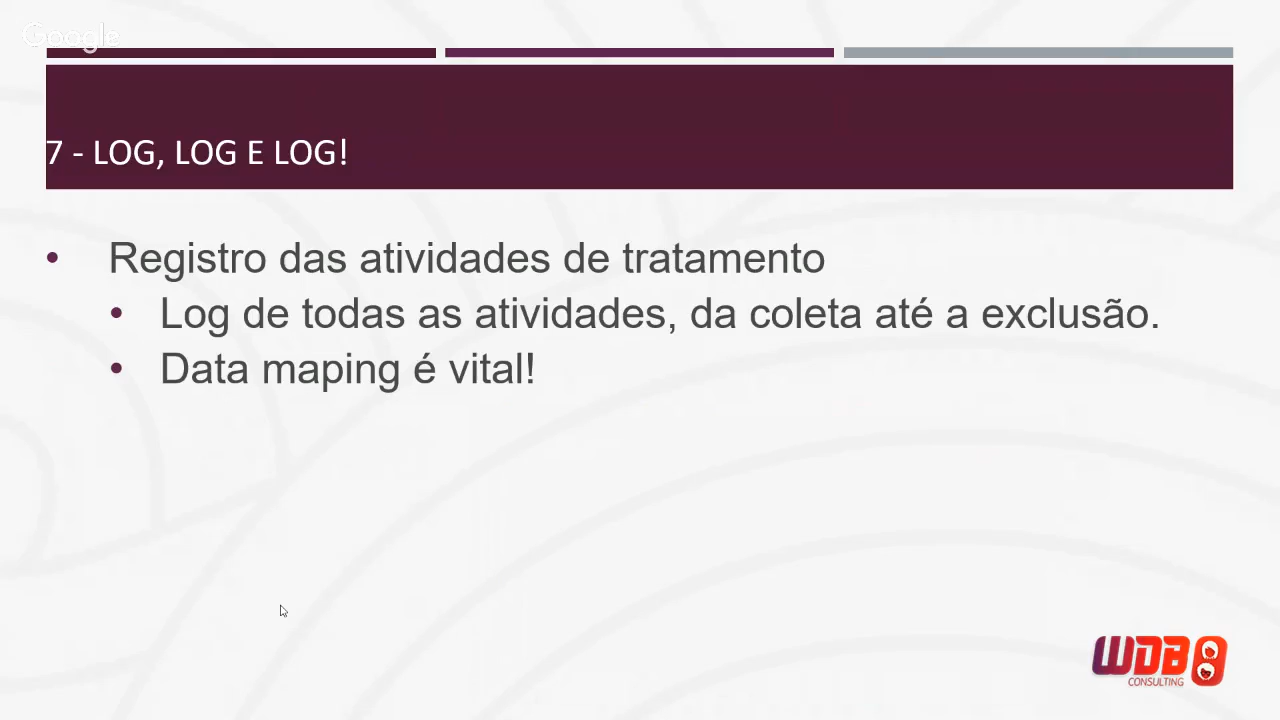 Google
7 - LOG, LOG E LOG!
• Registro das atividades de tratamento
• Log de todas as atividades, da coleta até a exclusão.
• Data maping é vital!
WDB
CONSULTING